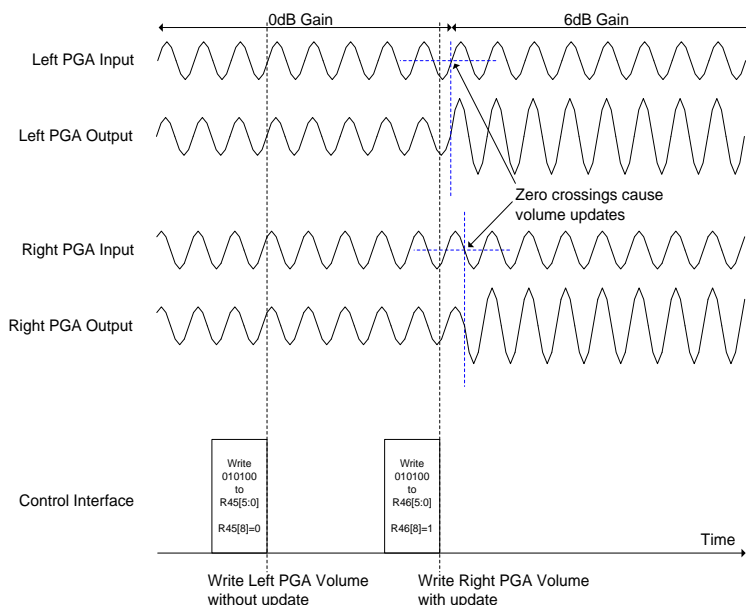 0dB Gain
6dB Gain
Left PGA Input
Left PGA Output
Zero crossings cause
volume updates
Right PGA Input
Right PGA Output
Write
010100
to
R45[5:0]
R45[8]=0
Write
010100
to
R46[5:0]
R46[8]=1
Control Interface
Time
Write Left PGA Volume
without update
Write Right PGA Volume
with update